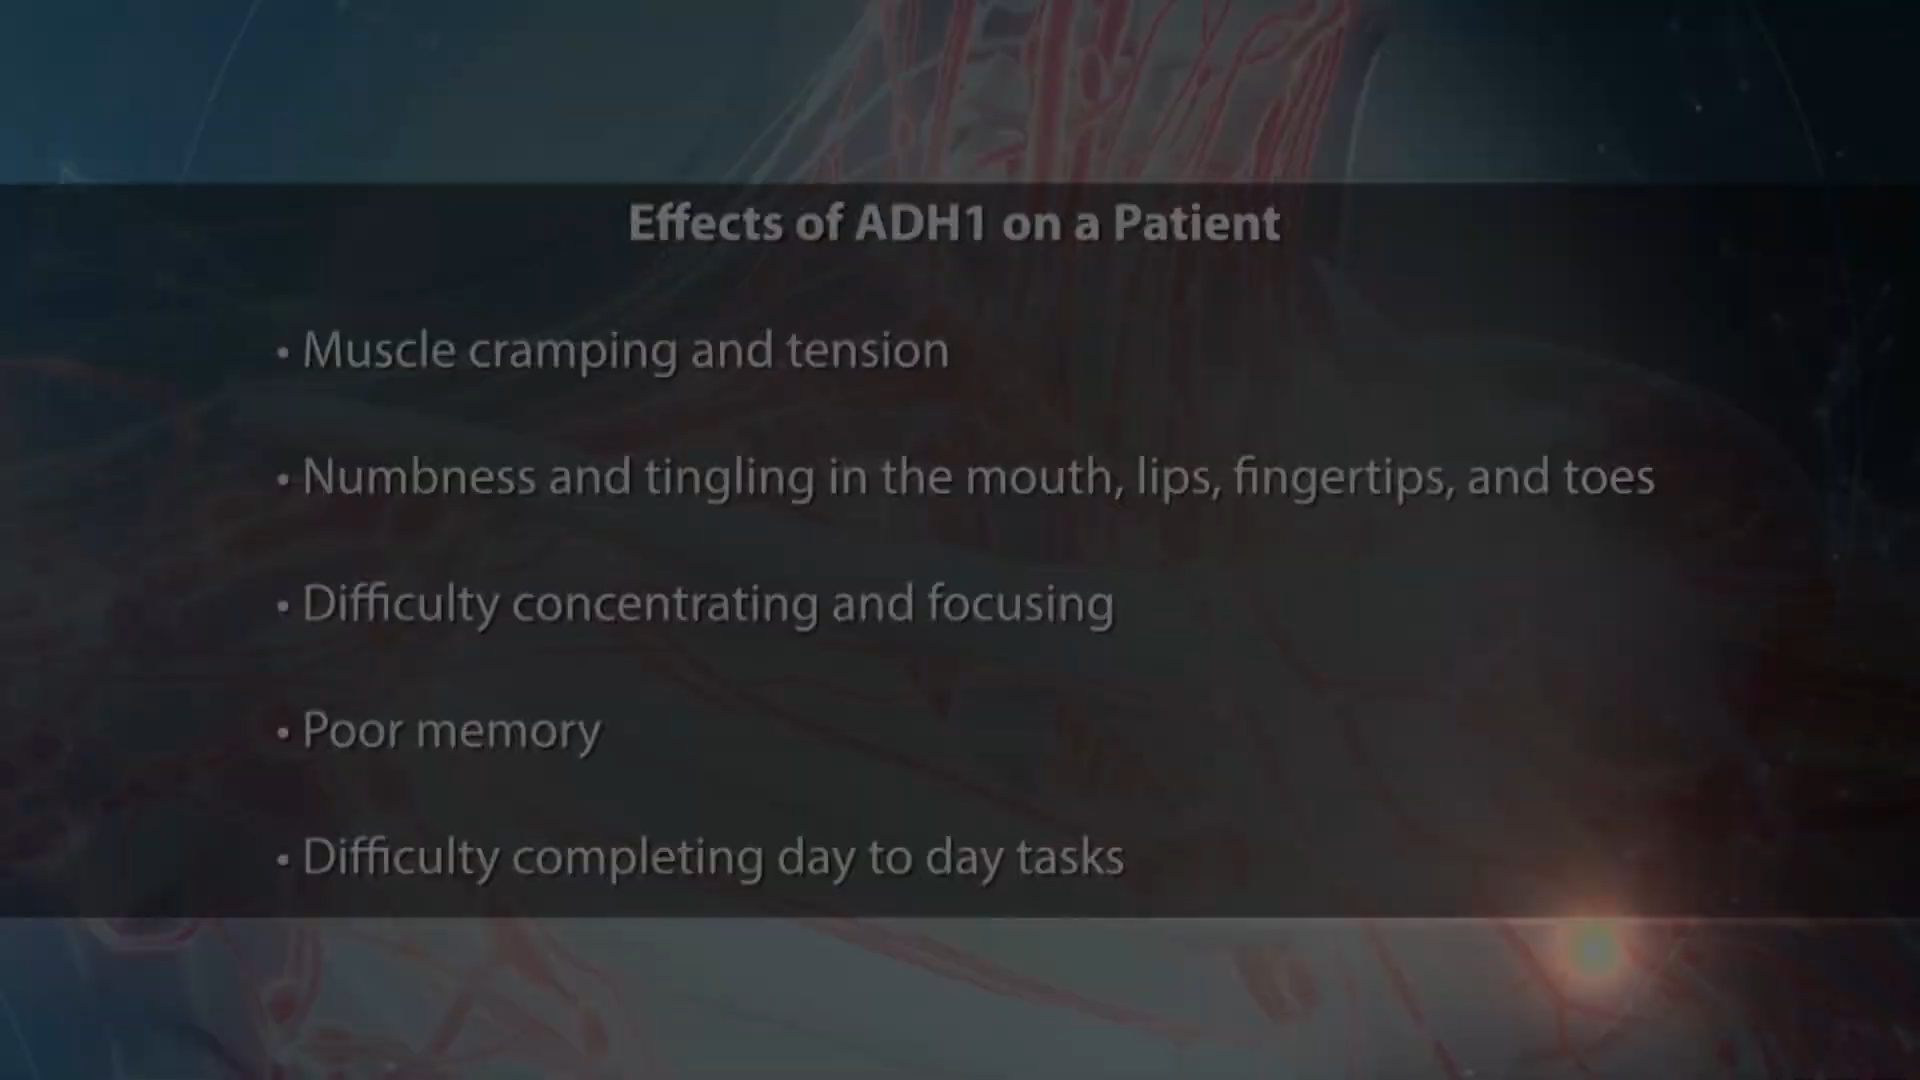 Effects of ADH1 on a Patient
• Muscle cramping and tension
• Numbness and tingling in the mouth, lips, fingertips, and toes
• Difficulty concentrating and focusing
• Poor memory
• Difficulty completing day to day tasks